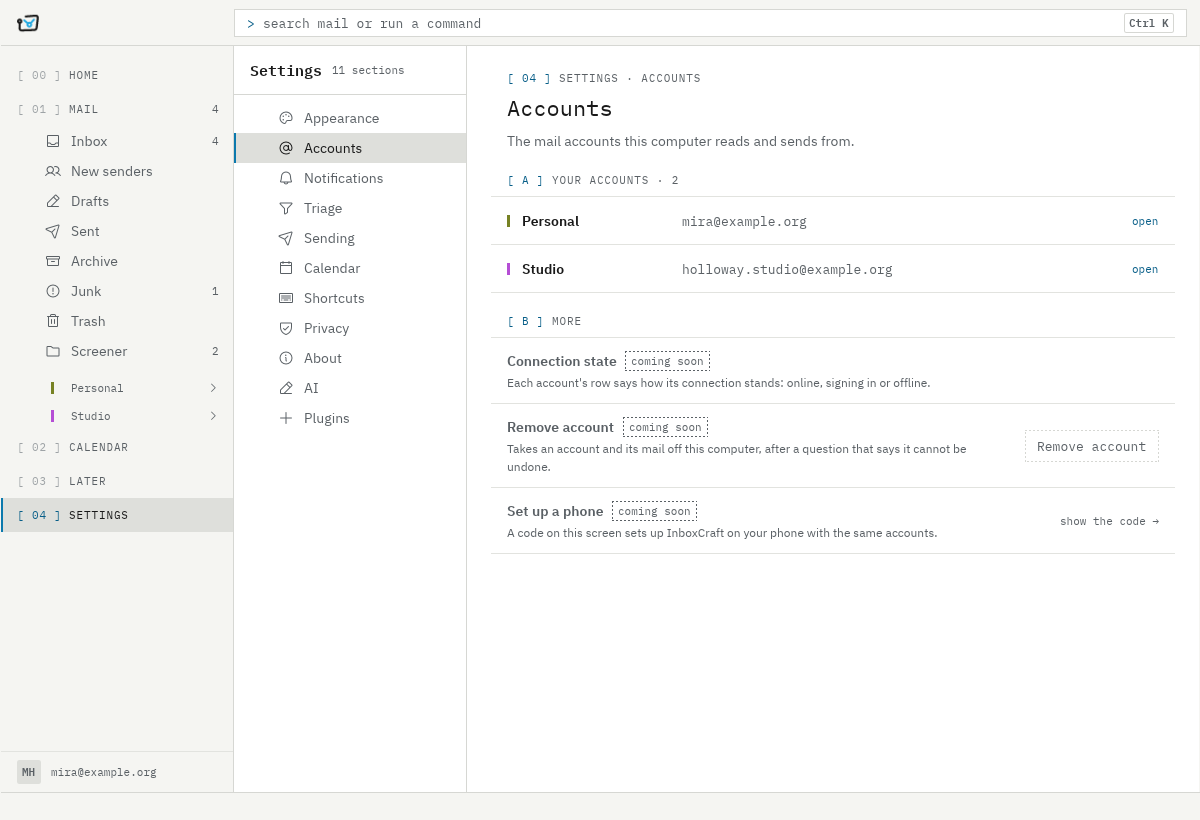 > search mail or run a command Ctrl K
[ 00 ] HOME
[ 01 ] MAIL 4
Inbox 4
New senders
Drafts
Sent
Archive
Junk 1
Trash
Screener 2
Personal
Studio
[ 02 ] CALENDAR
[ 03 ] LATER
[ 04 ] SETTINGS
MH mira@example.org
Settings 11 sections
Appearance
Accounts
Notifications
Triage
Sending
Calendar
Shortcuts
Privacy
About
AI
Plugins
[ 04 ] SETTINGS · ACCOUNTS
Accounts
The mail accounts this computer reads and sends from.
[ A ] YOUR ACCOUNTS · 2
Personal mira@example.org open
Studio holloway.studio@example.org open
[ B ] MORE
Connection state coming soon
Each account's row says how its connection stands: online, signing in or offline.
Remove account coming soon
Takes an account and its mail off this computer, after a question that says it cannot be
undone.
Remove account
Set up a phone coming soon
A code on this screen sets up InboxCraft on your phone with the same accounts.
show the code →